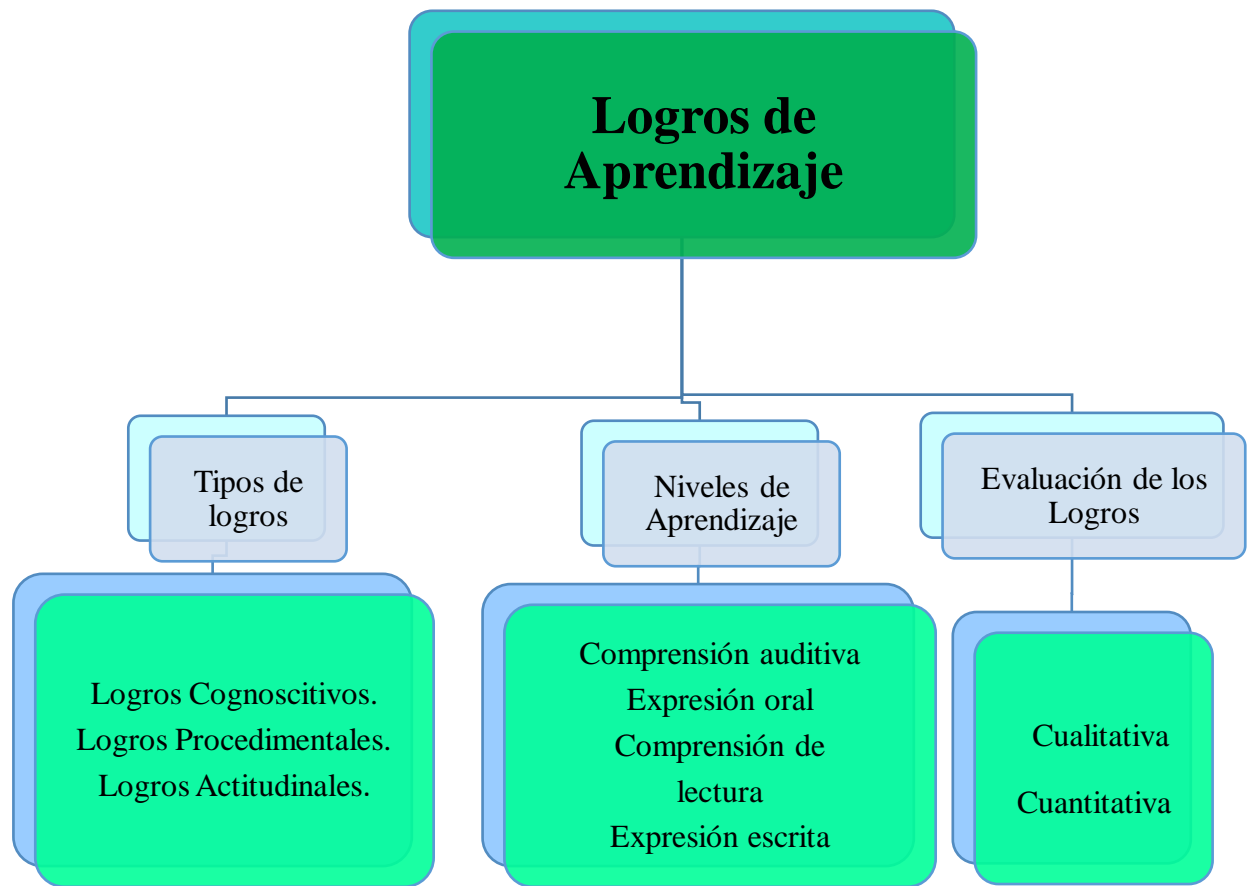 Logros de
Aprendizaje
Tipos de
logros
Niveles de
Aprendizaje
Evaluación de los
Logros
Logros Cognoscitivos.
Logros Procedimentales.
Logros Actitudinales.
Comprensión auditiva
Expresión oral
Comprensión de
lectura
Expresión escrita
Cualitativa
Cuantitativa